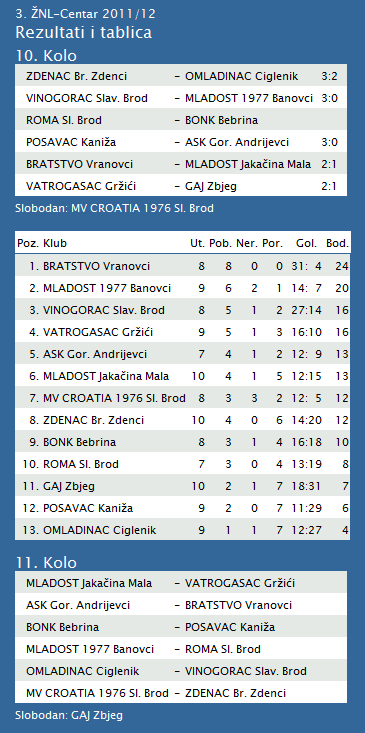 3. ŽNL-Centar 2011/12
Rezultati i tablica
10. Kolo
ZDENAC Br. Zdenci - OMLADINAC Ciglenik 3:2
VINOGORAC Slav. Brod - MLADOST 1977 Banovci 3:0
ROMA Sl. Brod - BONK Bebrina
POSAVAC Kaniža - ASK Gor. Andrijevci 3:0
BRATSTVO Vranovci - MLADOST Jakačina Mala 2:1
VATROGASAC Gržići - GAJ Zbjeg 2:1
Slobodan: MV CROATIA 1976 Sl. Brod
Poz. Klub Ut. Pob. Ner. Por. Gol. Bod.
1. BRATSTVO Vranovci 8 8 0 0 31: 4 24
2. MLADOST 1977 Banovci 9 6 2 1 14: 7 20
3. VINOGORAC Slav. Brod 8 5 1 2 27:14 16
4. VATROGASAC Gržići 9 5 1 3 16:10 16
5. ASK Gor. Andrijevci 7 4 1 2 12: 9 13
6. MLADOST Jakačina Mala 10 4 1 5 12:15 13
7. MV CROATIA 1976 Sl. Brod 8 3 3 2 12: 5 12
8. ZDENAC Br. Zdenci 10 4 0 6 14:20 12
9. BONK Bebrina 8 3 1 4 16:18 10
10. ROMA Sl. Brod 7 3 0 4 13:19 8
11. GAJ Zbjeg 10 2 1 7 18:31 7
12. POSAVAC Kaniža 9 2 0 7 11:29 6
13. OMLADINAC Ciglenik 9 1 1 7 12:27 4
11. Kolo
MLADOST Jakačina Mala - VATROGASAC Gržići
ASK Gor. Andrijevci - BRATSTVO Vranovci
BONK Bebrina - POSAVAC Kaniža
MLADOST 1977 Banovci - ROMA Sl. Brod
OMLADINAC Ciglenik - VINOGORAC Slav. Brod
MV CROATIA 1976 Sl. Brod - ZDENAC Br. Zdenci
Slobodan: GAJ Zbjeg